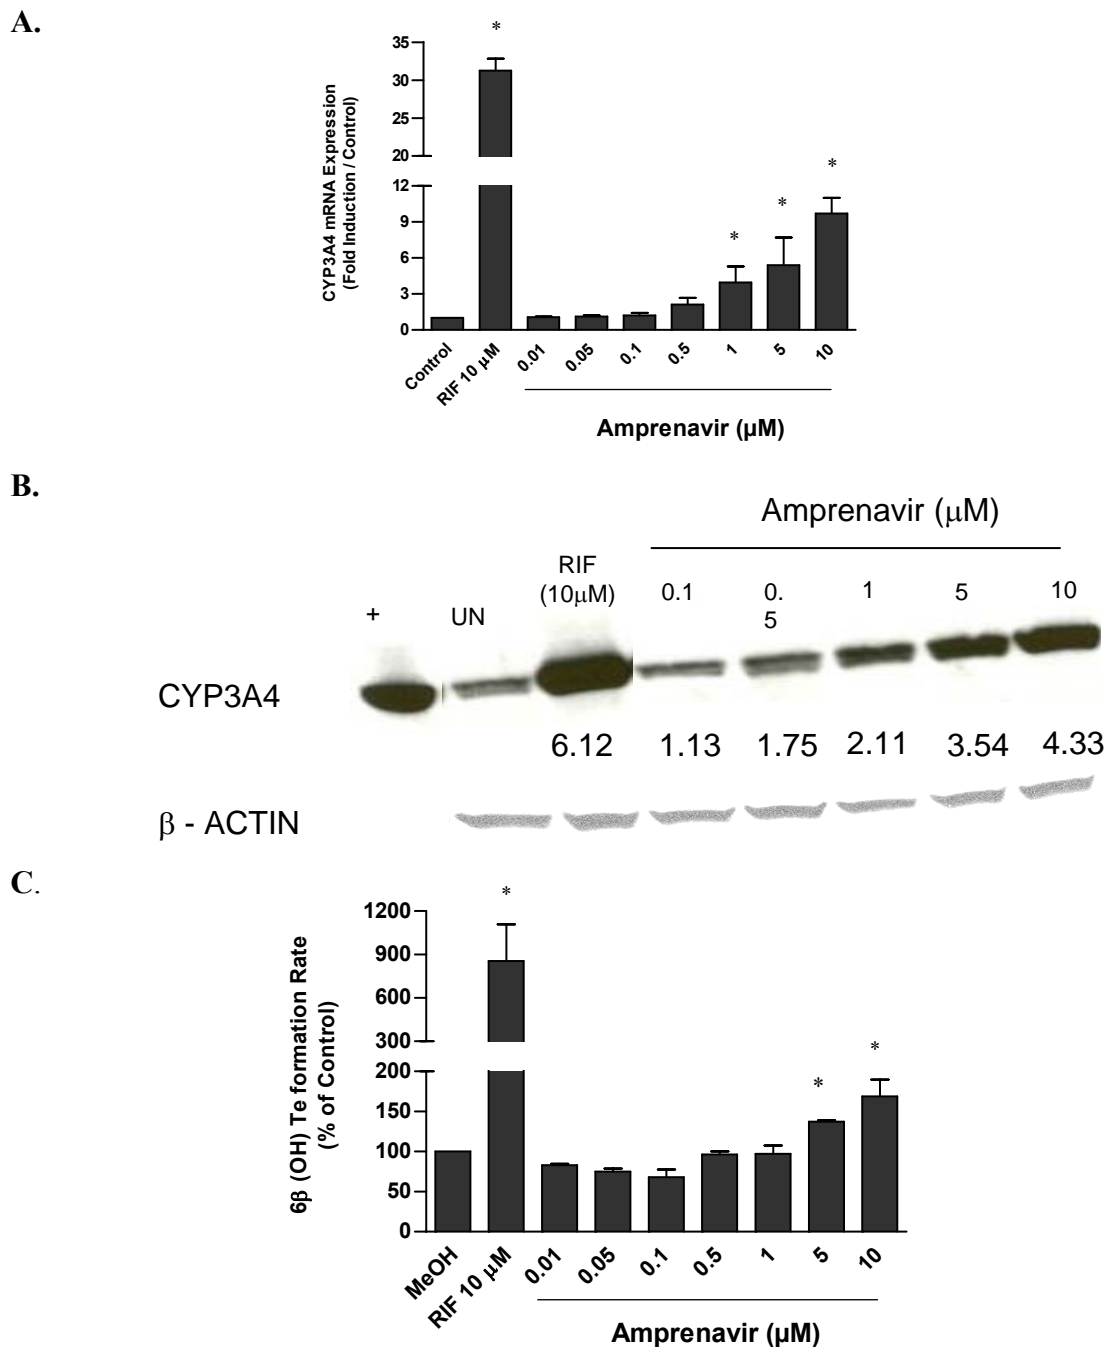 A.
*
35
30
25
20
12
9
6
3
0
CYP3A4 mRNA Expression
(Fold Induction / Control)
*
*
*
Control
RIF 10 µM
0.01
0.05
0.1
0.5
1
5
10
Amprenavir (µM)
B.
Amprenavir (µM)
RIF
(10µM)
+
UN
0.1
0.
5
1
5
10
CYP3A4
6.12 1.13 1.75 2.11 3.54 4.33
β - ACTIN
C.
*
1200
900
600
300
200
150
100
50
0
6β (OH) Te formation Rate
(% of Control)
*
*
MeOH
RIF 10 µM
0.01
0.05
0.1
0.5
1
5
10
Amprenavir (µM)